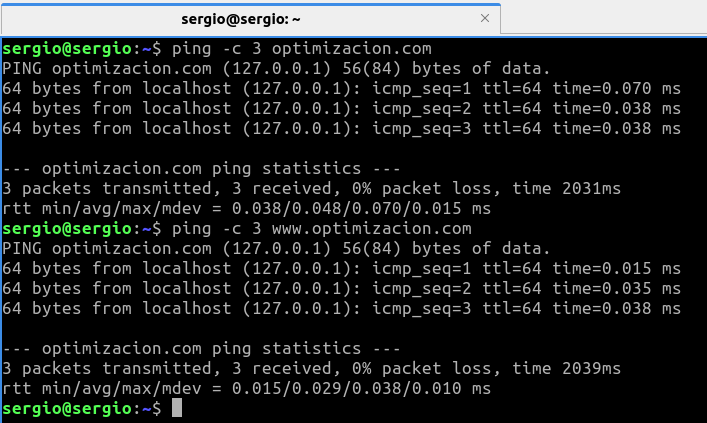 sergio@sergio: ~
sergio@sergio:~$ ping -c 3 optimizacion.com
PING optimizacion.com (127.0.0.1) 56(84) bytes of data.
64 bytes from localhost (127.0.0.1): icmp_seq=1 ttl=64 time=0.070 ms
64 bytes from localhost (127.0.0.1): icmp_seq=2 ttl=64 time=0.038 ms
64 bytes from localhost (127.0.0.1): icmp_seq=3 ttl=64 time=0.038 ms
--- optimizacion.com ping statistics ---
3 packets transmitted, 3 received, 0% packet loss, time 2031ms
rtt min/avg/max/mdev = 0.038/0.048/0.070/0.015 ms
sergio@sergio:~$ ping -c 3 www.optimizacion.com
PING optimizacion.com (127.0.0.1) 56(84) bytes of data.
64 bytes from localhost (127.0.0.1): icmp_seq=1 ttl=64 time=0.015 ms
64 bytes from localhost (127.0.0.1): icmp_seq=2 ttl=64 time=0.035 ms
64 bytes from localhost (127.0.0.1): icmp_seq=3 ttl=64 time=0.038 ms
--- optimizacion.com ping statistics ---
3 packets transmitted, 3 received, 0% packet loss, time 2039ms
rtt min/avg/max/mdev = 0.015/0.029/0.038/0.010 ms
sergio@sergio:~$